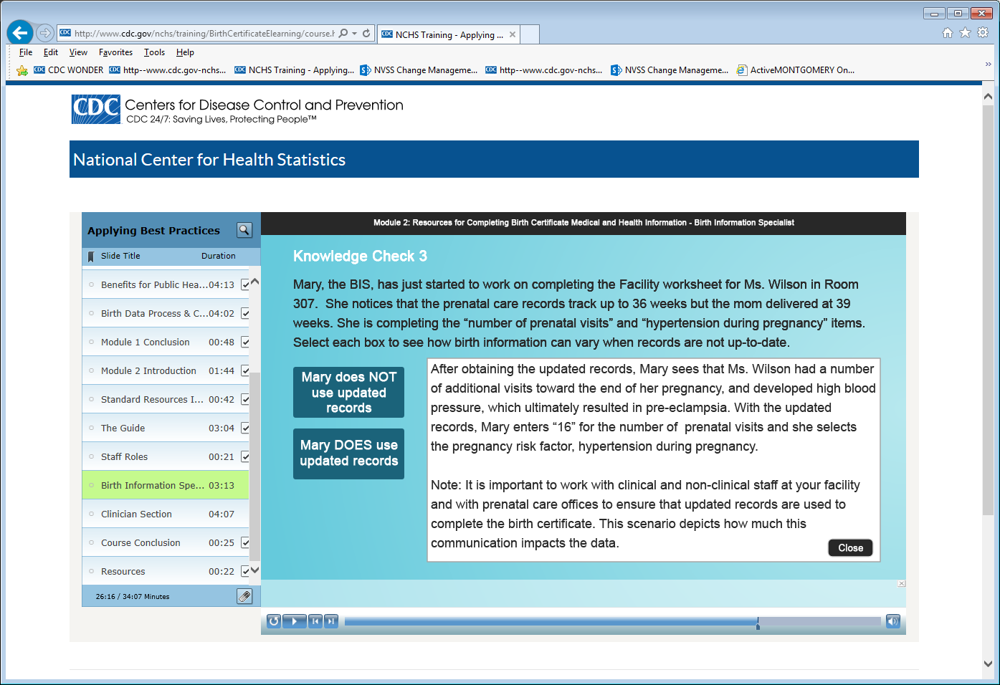 http://www.cdc.gov/nchs/training/BirthCertificateElearning/course.h
CDC NCHS Training - Applying ...
File Edit View Favorites Tools Help
CDC WONDER http--www.cdc.gov-nchs... NCHS Training - Applying... NVSS Change Manageme... http--www.cdc.gov-nchs... NVSS Change Manageme... ActiveMONTGOMERY On...
CDC Centers for Disease Control and Prevention
CDC 24/7: Saving Lives, Protecting People™
National Center for Health Statistics
Applying Best Practices
Slide Title Duration
Benefits for Public Hea... 04:13
Birth Data Process & C... 04:02
Module 1 Conclusion 00:48
Module 2 Introduction 01:44
Standard Resources I... 00:42
The Guide 03:04
Staff Roles 00:21
Birth Information Spe... 03:13
Clinician Section 04:07
Course Conclusion 00:25
Resources 00:22
26:16 / 34:07 Minutes
Module 2: Resources for Completing Birth Certificate Medical and Health Information - Birth Information Specialist
Knowledge Check 3
Mary, the BIS, has just started to work on completing the Facility worksheet for Ms. Wilson in Room
307.  She notices that the prenatal care records track up to 36 weeks but the mom delivered at 39
weeks. She is completing the “number of prenatal visits” and “hypertension during pregnancy” items.
Select each box to see how birth information can vary when records are not up-to-date.
Mary does NOT
use updated
records
Mary DOES use
updated records
After obtaining the updated records, Mary sees that Ms. Wilson had a number
of additional visits toward the end of her pregnancy, and developed high blood
pressure, which ultimately resulted in pre-eclampsia. With the updated
records, Mary enters “16” for the number of  prenatal visits and she selects
the pregnancy risk factor, hypertension during pregnancy.
Note: It is important to work with clinical and non-clinical staff at your facility
and with prenatal care offices to ensure that updated records are used to
complete the birth certificate. This scenario depicts how much this
communication impacts the data.
Close